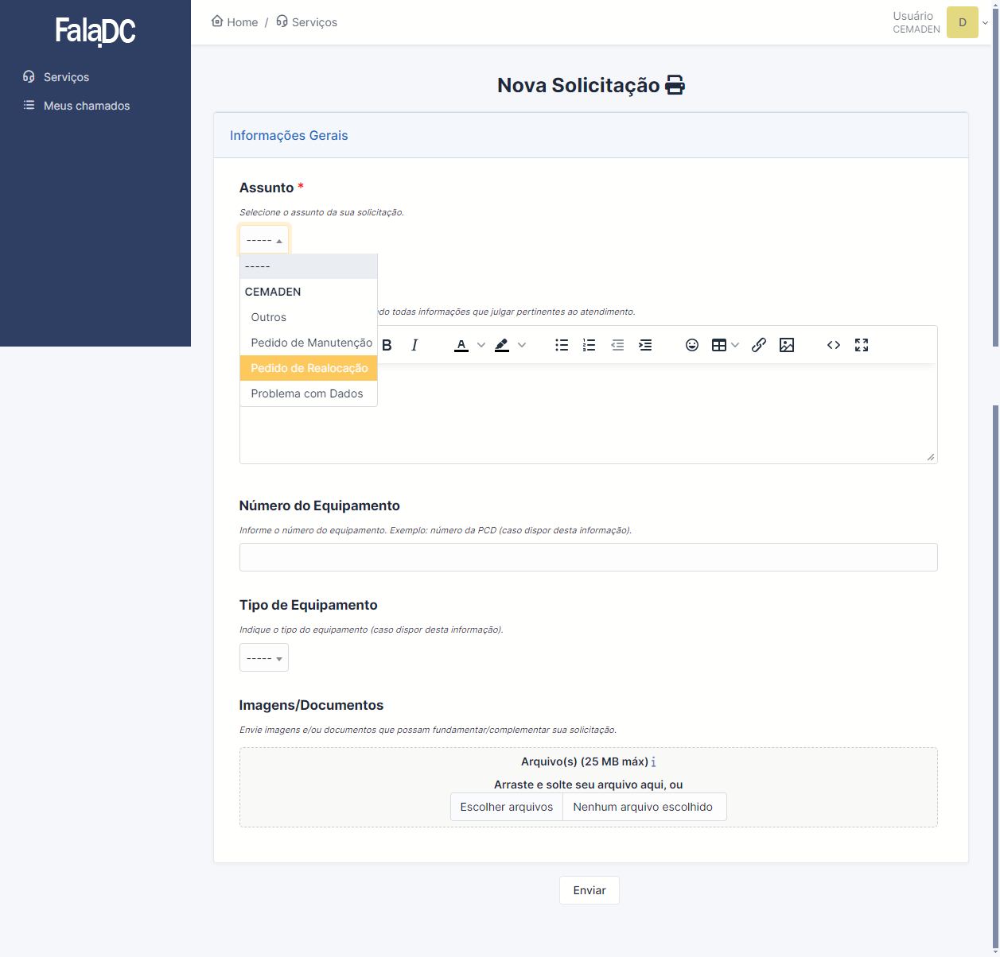 FalaDC
Serviços
Meus chamados
Home / Serviços
Usuário
CEMADEN
D
Nova Solicitação
Informações Gerais
Assunto *
Selecione o assunto da sua solicitação.
-----
-----
CEMADEN
Outros
Pedido de Manutenção
Pedido de Realocação
Problema com Dados
todas informações que julgar pertinentes ao atendimento.
B I A
Número do Equipamento
Informe o número do equipamento. Exemplo: número da PCD (caso dispor desta informação).
Tipo de Equipamento
Indique o tipo do equipamento (caso dispor desta informação).
-----
Imagens/Documentos
Envie imagens e/ou documentos que possam fundamentar/complementar sua solicitação.
Arquivo(s) (25 MB máx) i
Arraste e solte seu arquivo aqui, ou
Escolher arquivos Nenhum arquivo escolhido
Enviar